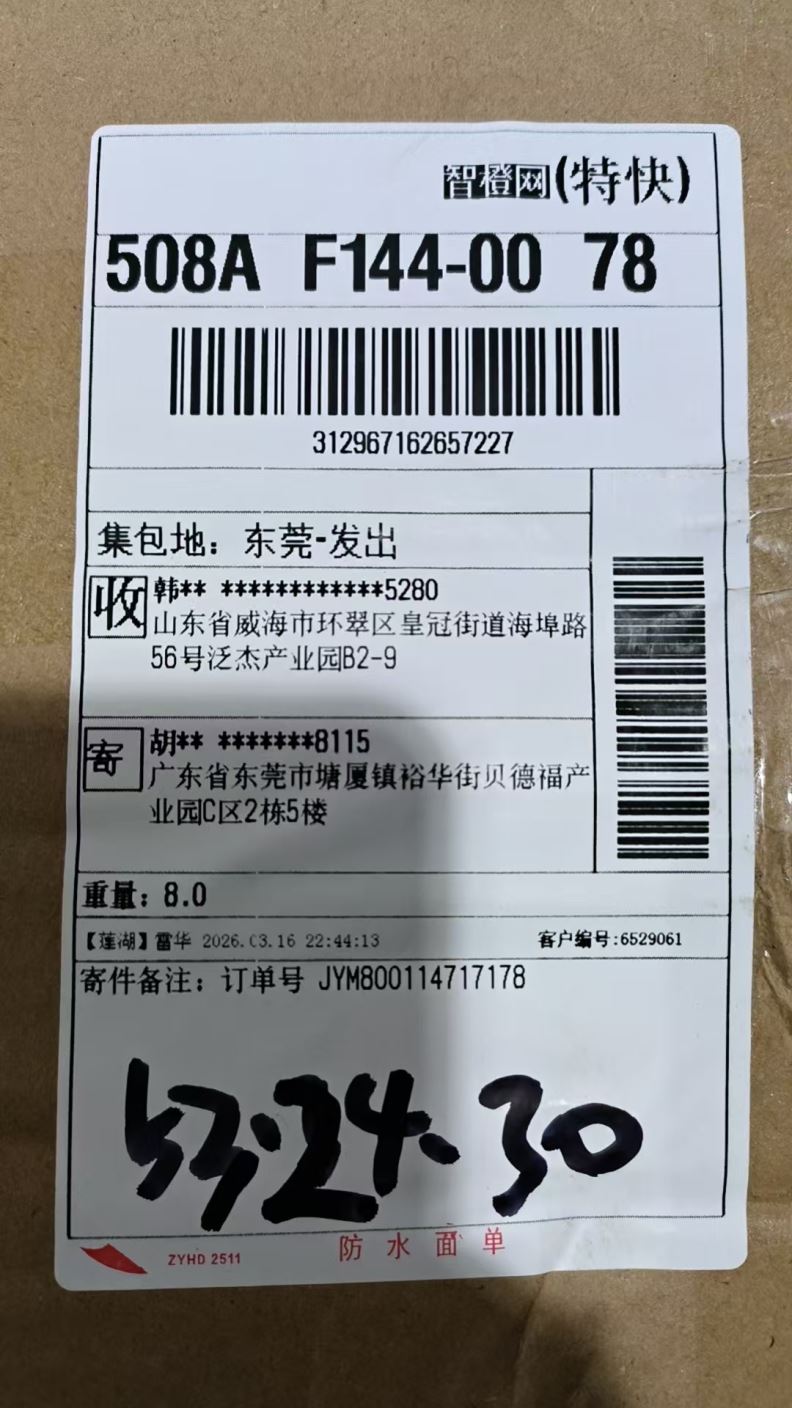 智橙网(特快)
508A F144-00 78
312967162657227
集包地：东莞-发出
收
韩** ************5280
山东省威海市环翠区皇冠街道海埠路
56号泛杰产业园B2-9
寄
胡** *******8115
广东省东莞市塘厦镇裕华街贝德福产
业园C区2栋5楼
重量：8.0
【莲湖】雷华 2026.03.16 22:44:13 客户编号:6529061
寄件备注：订单号 JYM800114717178
53·24·30
ZYHD 2511 防水面单